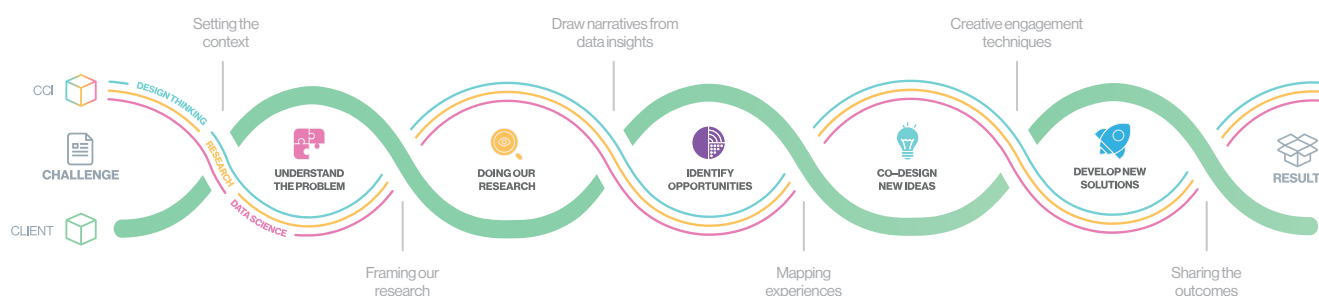 Setting the
context
Draw narratives from
data insights
Creative engagement
techniques
CCI
DESIGN THINKING
RESEARCH
DATA SCIENCE
CHALLENGE
CLIENT
UNDERSTAND
THE PROBLEM
DOING OUR
RESEARCH
IDENTIFY
OPPORTUNITIES
CO–DESIGN
NEW IDEAS
DEVELOP NEW
SOLUTIONS
RESULT
Framing our
research
Mapping
experiences
Sharing the
outcomes